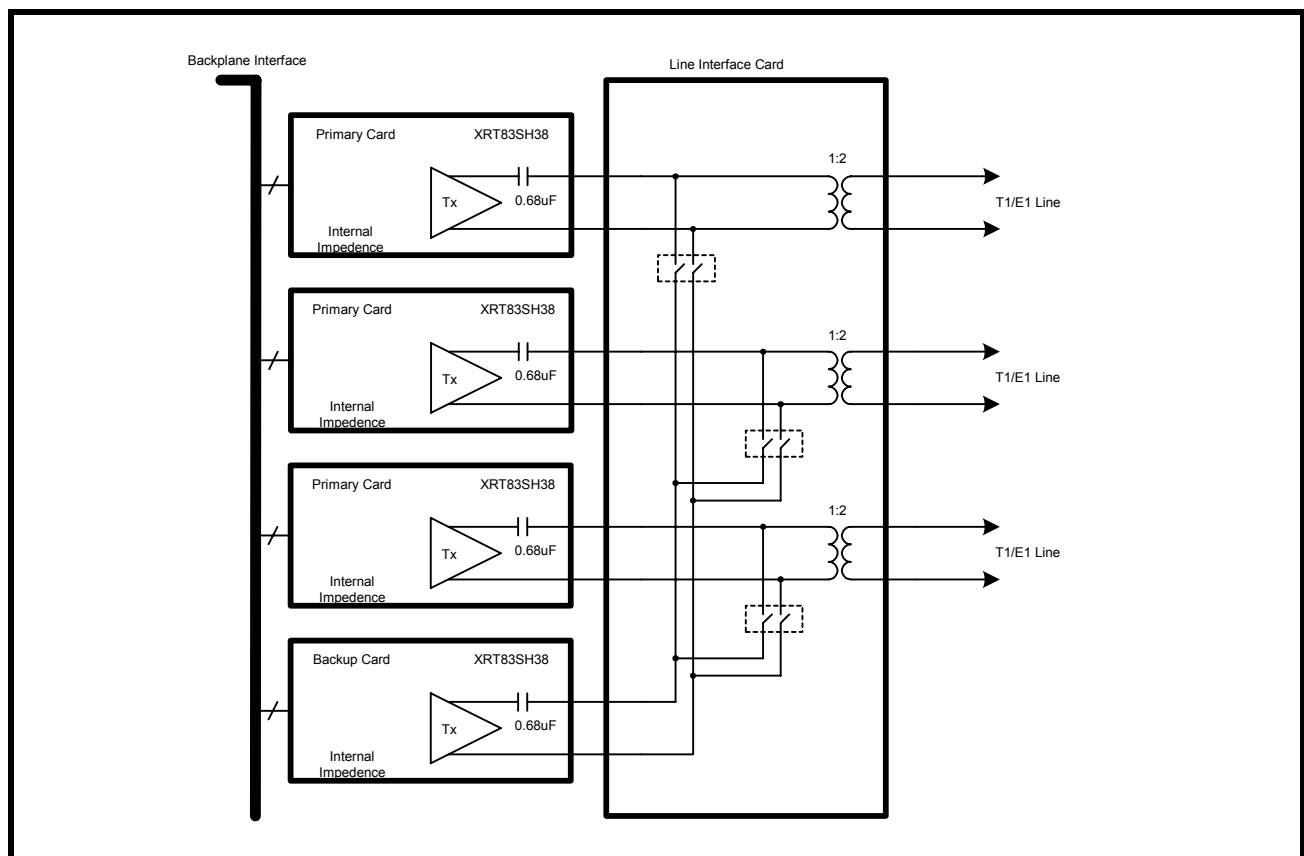 Backplane Interface
Line Interface Card
Primary Card XRT83SH38
Tx
0.68uF
Internal
Impedence
1:2
T1/E1 Line
Primary Card XRT83SH38
Tx
0.68uF
Internal
Impedence
1:2
T1/E1 Line
Primary Card XRT83SH38
Tx
0.68uF
Internal
Impedence
1:2
T1/E1 Line
Backup Card XRT83SH38
Tx
0.68uF
Internal
Impedence